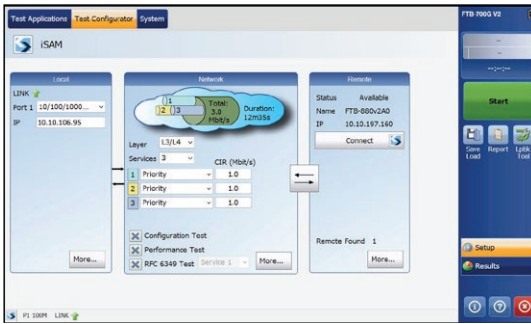 Test Applications Test Configurator System
FTB-700G V2
iSAM
Local
LINK
Port 1 10/100/1000...
IP 10.10.106.95
More...
Network
1
2 3
Total:
3.0
Mbit/s
Duration:
12m35s
Layer L3/L4
Services 3
CIR (Mbit/s)
1 Priority 1.0
2 Priority 1.0
3 Priority 1.0
Configuration Test
Performance Test
RFC 6349 Test Service 1 More...
Remote
Status Available
Name FTB-880v2A0
IP 10.10.197.160
Connect
Remote Found 1
More...
--
--
--:--:--
Start
Save
Load
Report
Lpbk
Tool
Setup
Results
P1 100M LINK